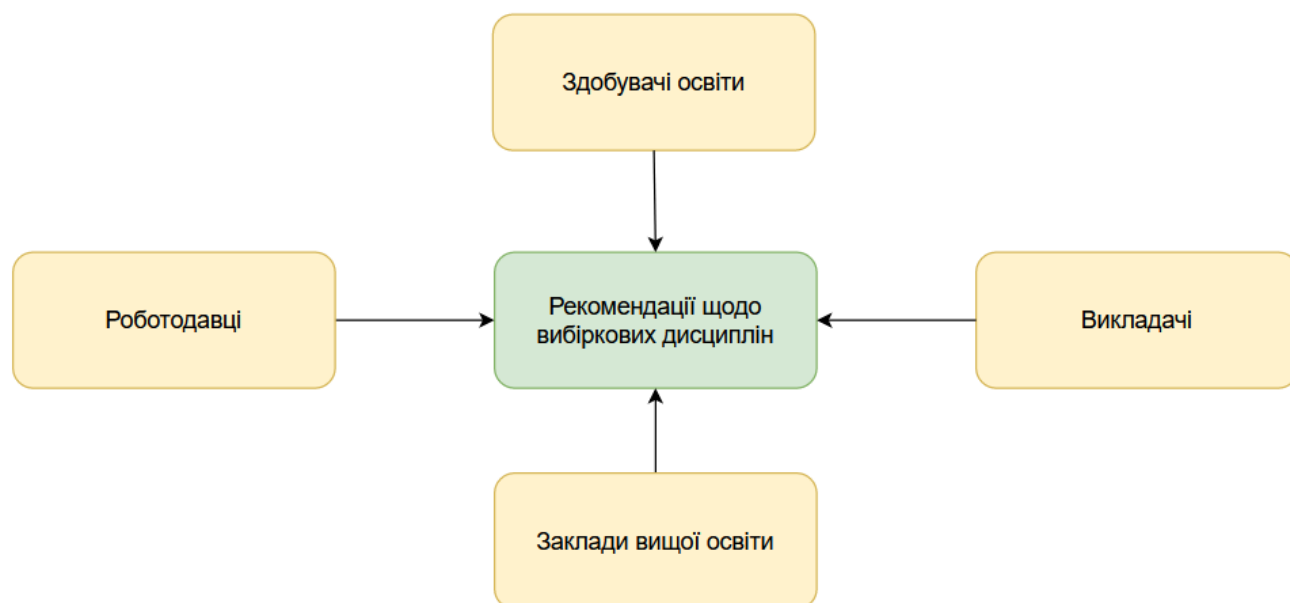 Здобувачі освіти
Роботодавці
Рекомендації щодо
вибіркових дисциплін
Викладачі
Заклади вищої освіти